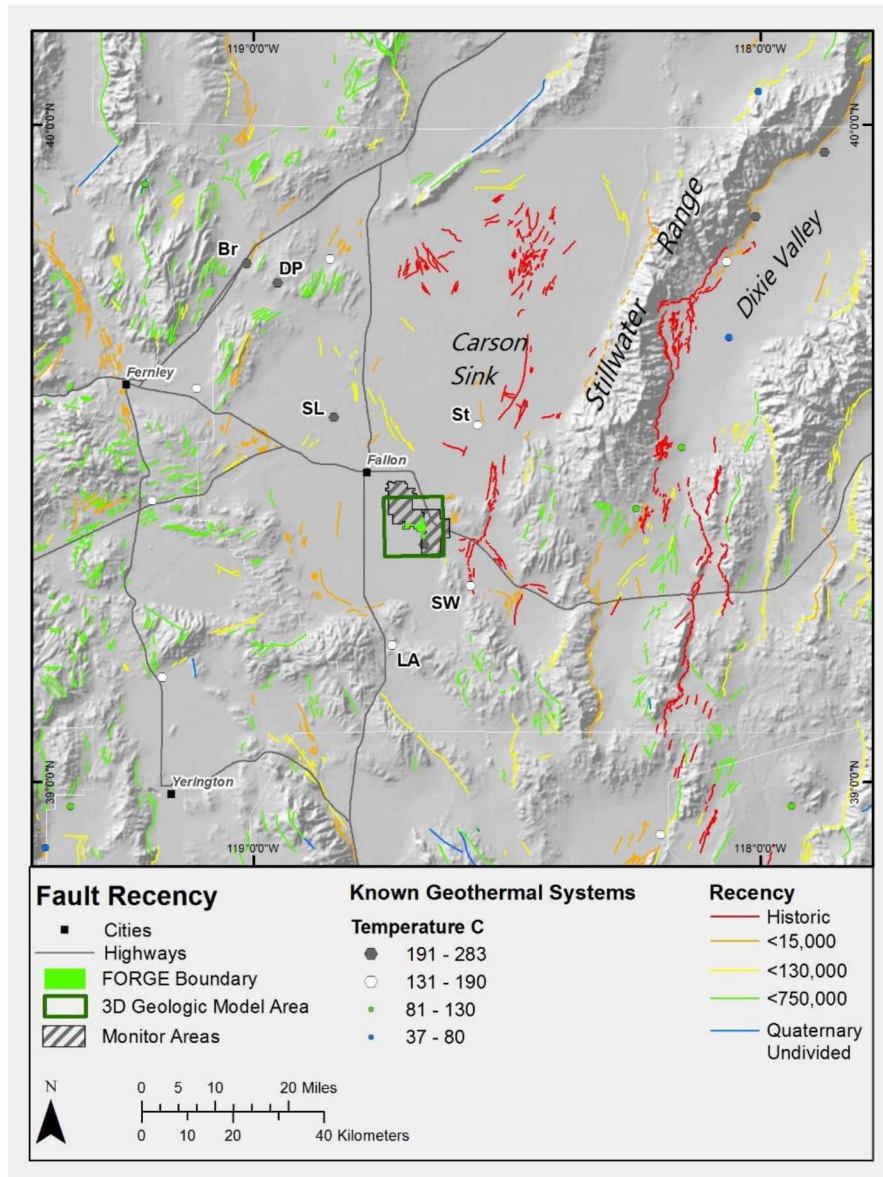 119°0'0"W
118°0'0"W
40°0'0"N
40°0'0"N
Stillwater Range
Dixie Valley
Br
DP
Carson
Sink
Fernley
SL
St
Fallon
SW
LA
Yerington
39°0'0"N
39°0'0"N
119°0'0"W
118°0'0"W
Fault Recency
Cities
Highways
FORGE Boundary
3D Geologic Model Area
Monitor Areas
N
0 5 10 20 Miles
0 10 20 40 Kilometers
Known Geothermal Systems
Temperature C
191 - 283
131 - 190
81 - 130
37 - 80
Recency
Historic
<15,000
<130,000
<750,000
Quaternary
Undivided